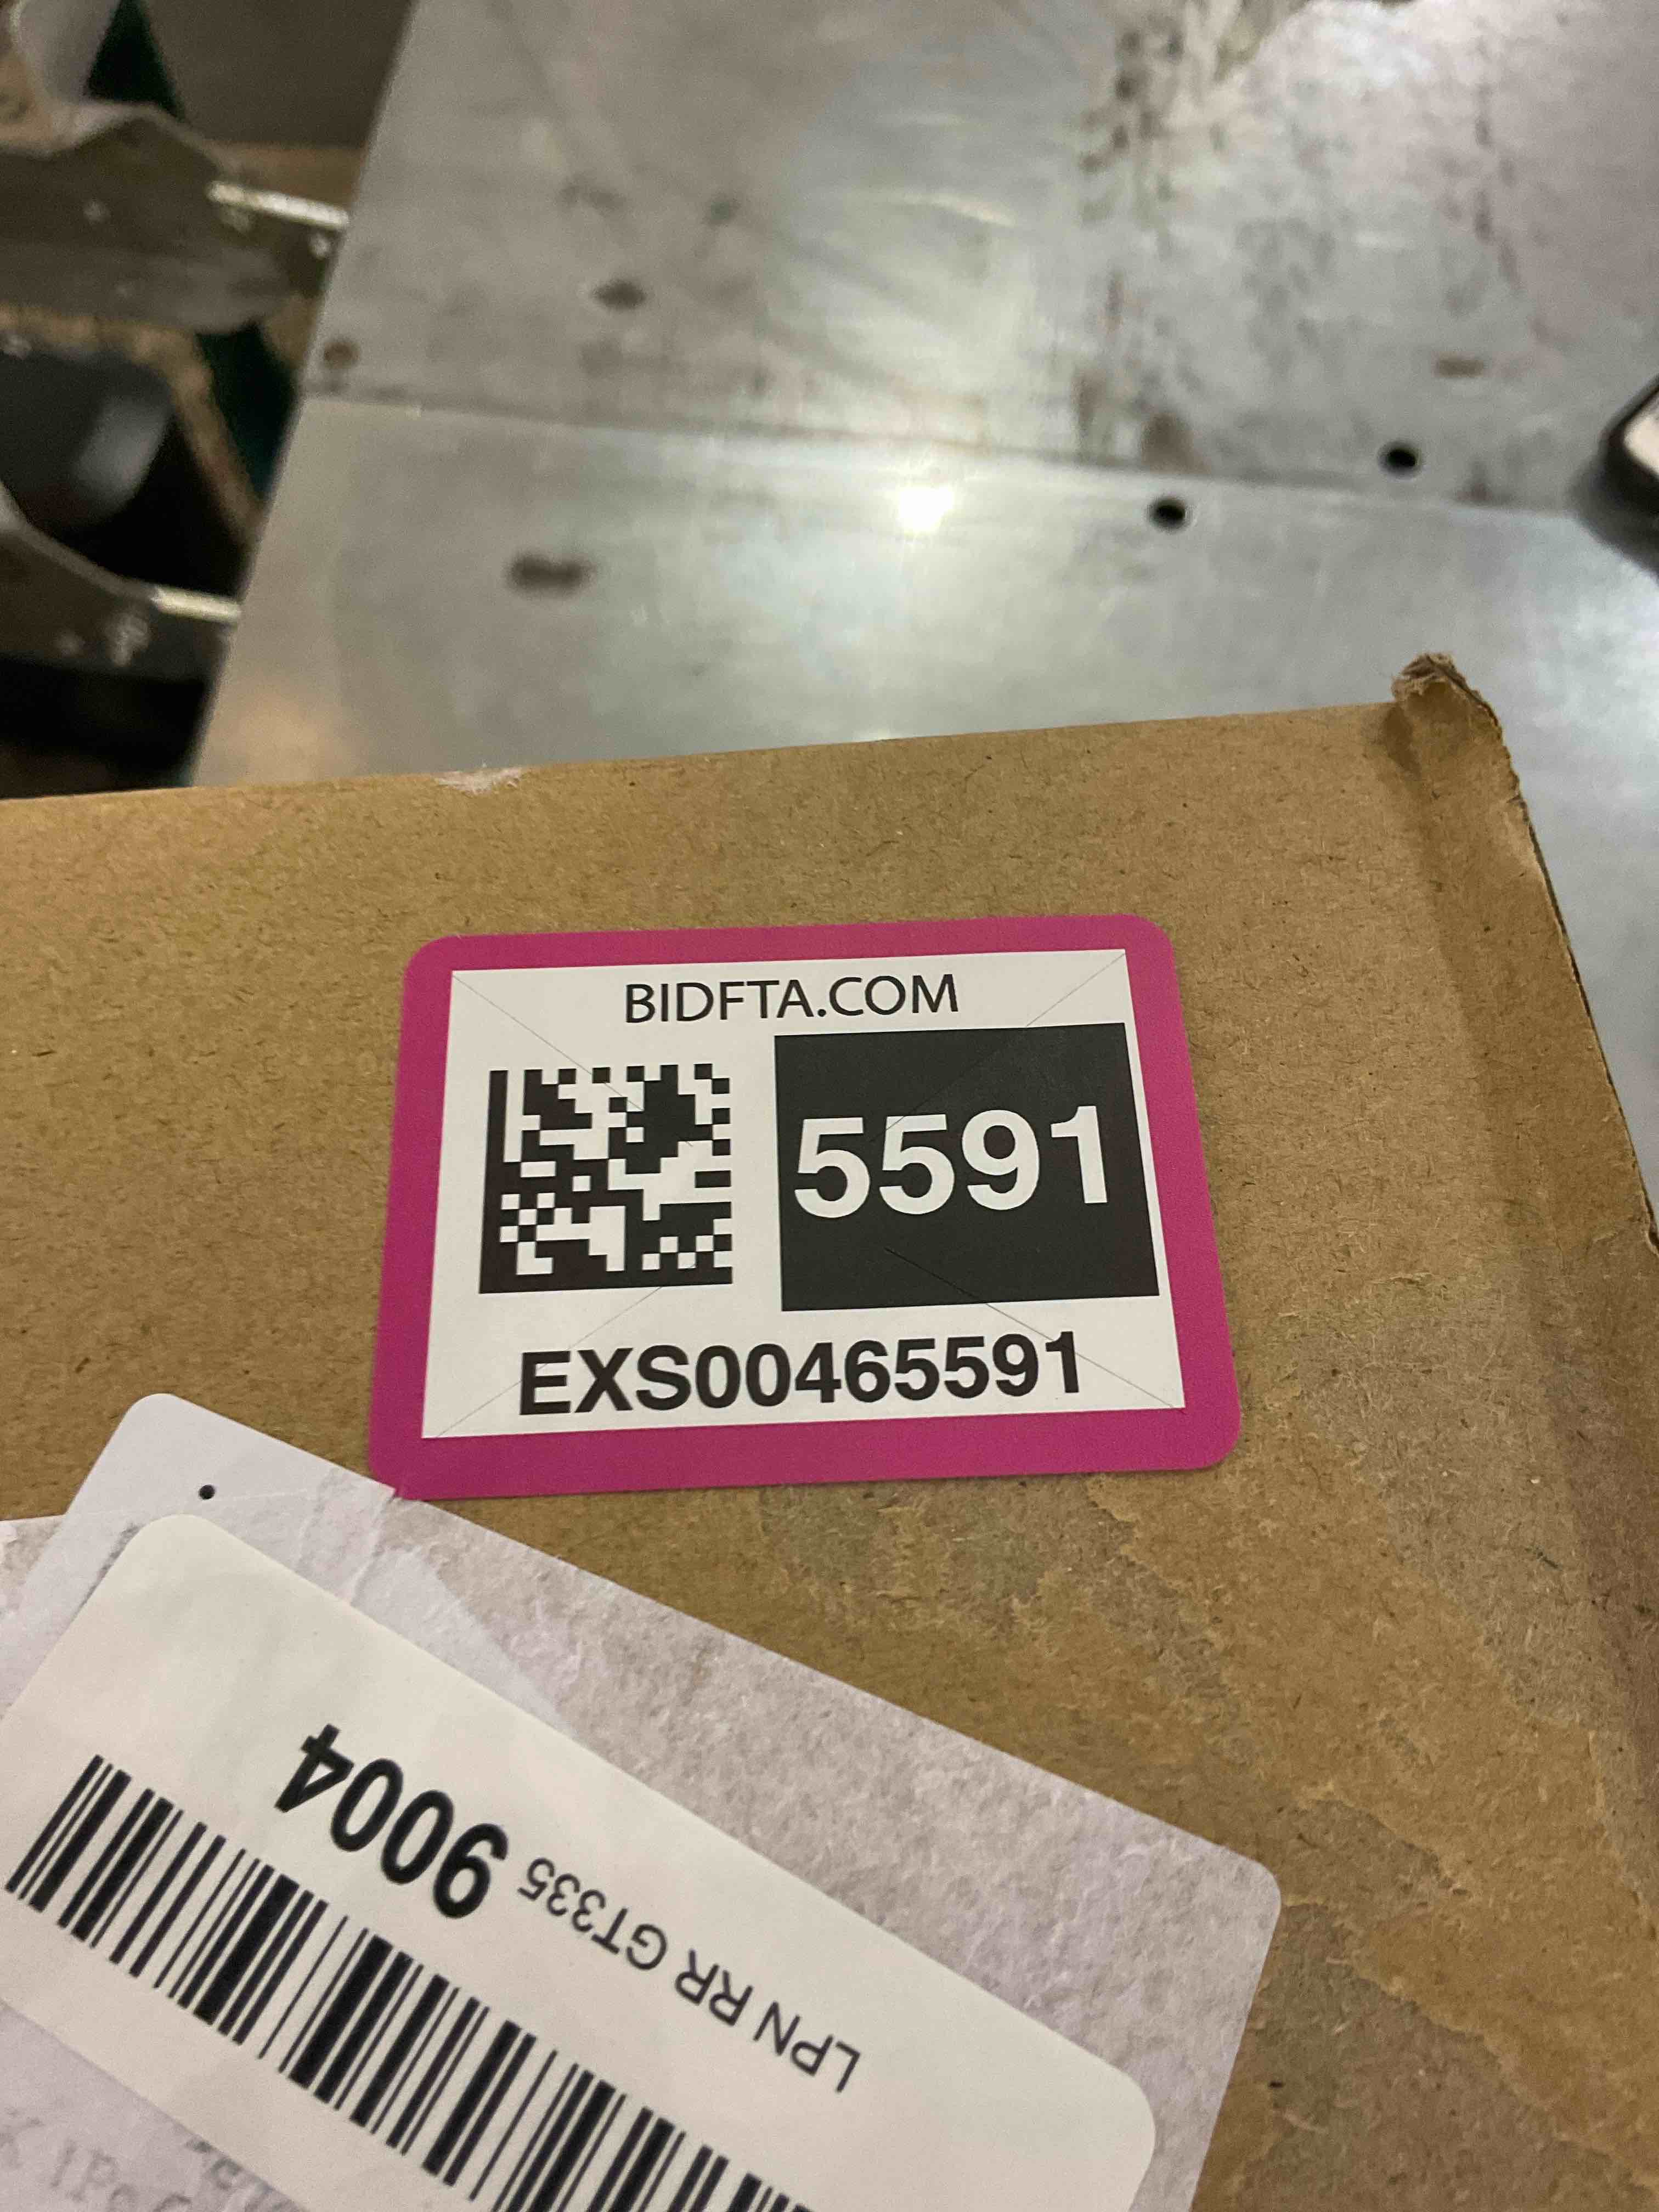 BIDFTA.COM
5591
EXS00465591
LPN RR GT335 9004